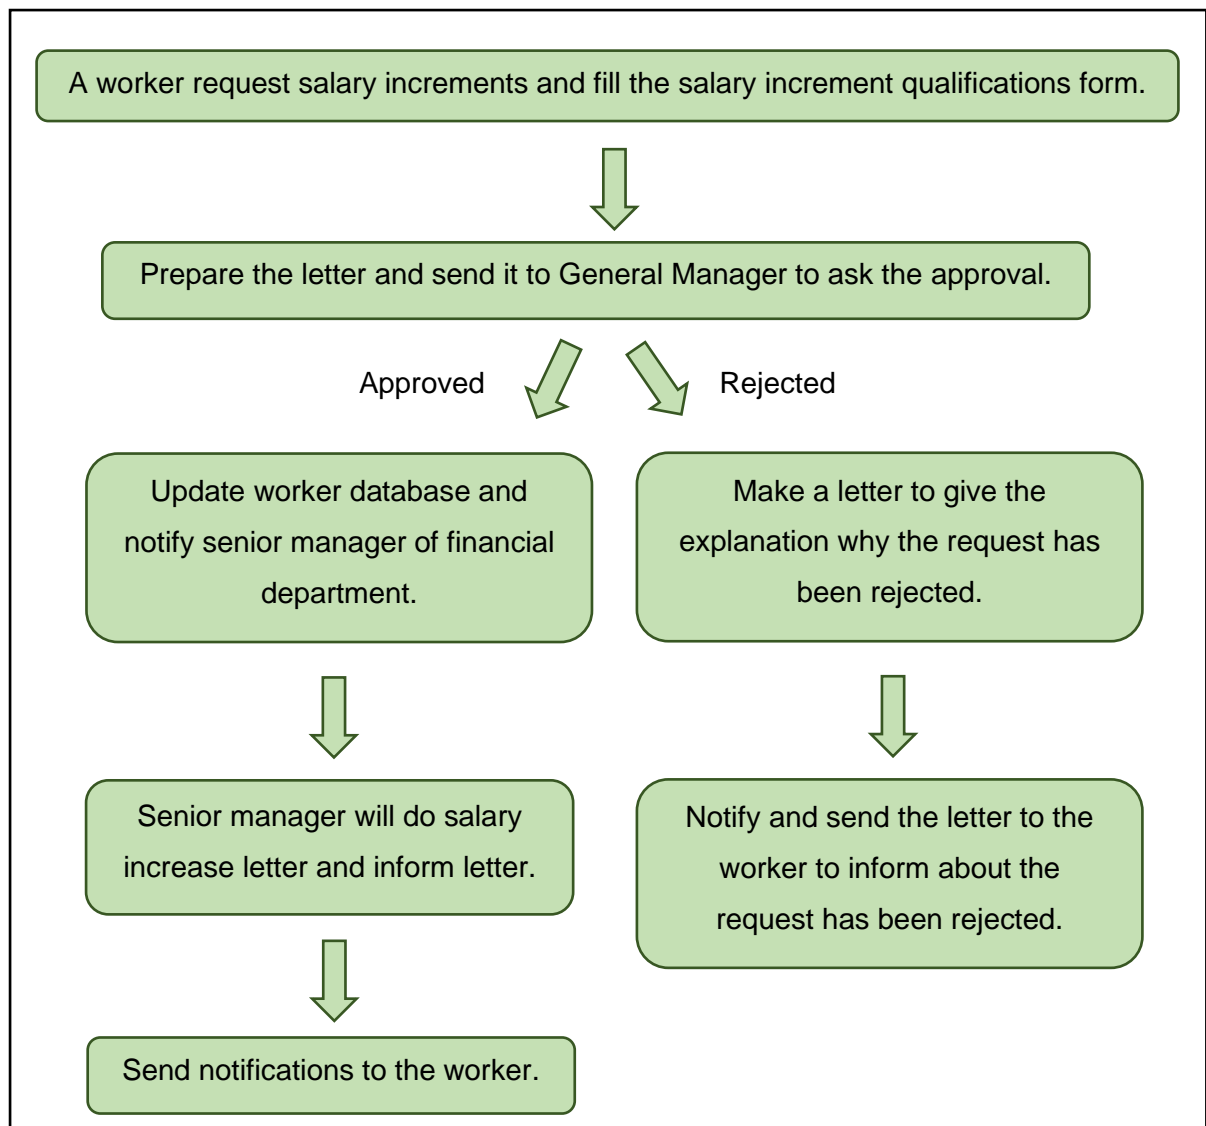 A worker request salary increments and fill the salary increment qualifications form.
Prepare the letter and send it to General Manager to ask the approval.
Approved
Rejected
Update worker database and
notify senior manager of financial
department.
Make a letter to give the
explanation why the request has
been rejected.
Senior manager will do salary
increase letter and inform letter.
Notify and send the letter to the
worker to inform about the
request has been rejected.
Send notifications to the worker.